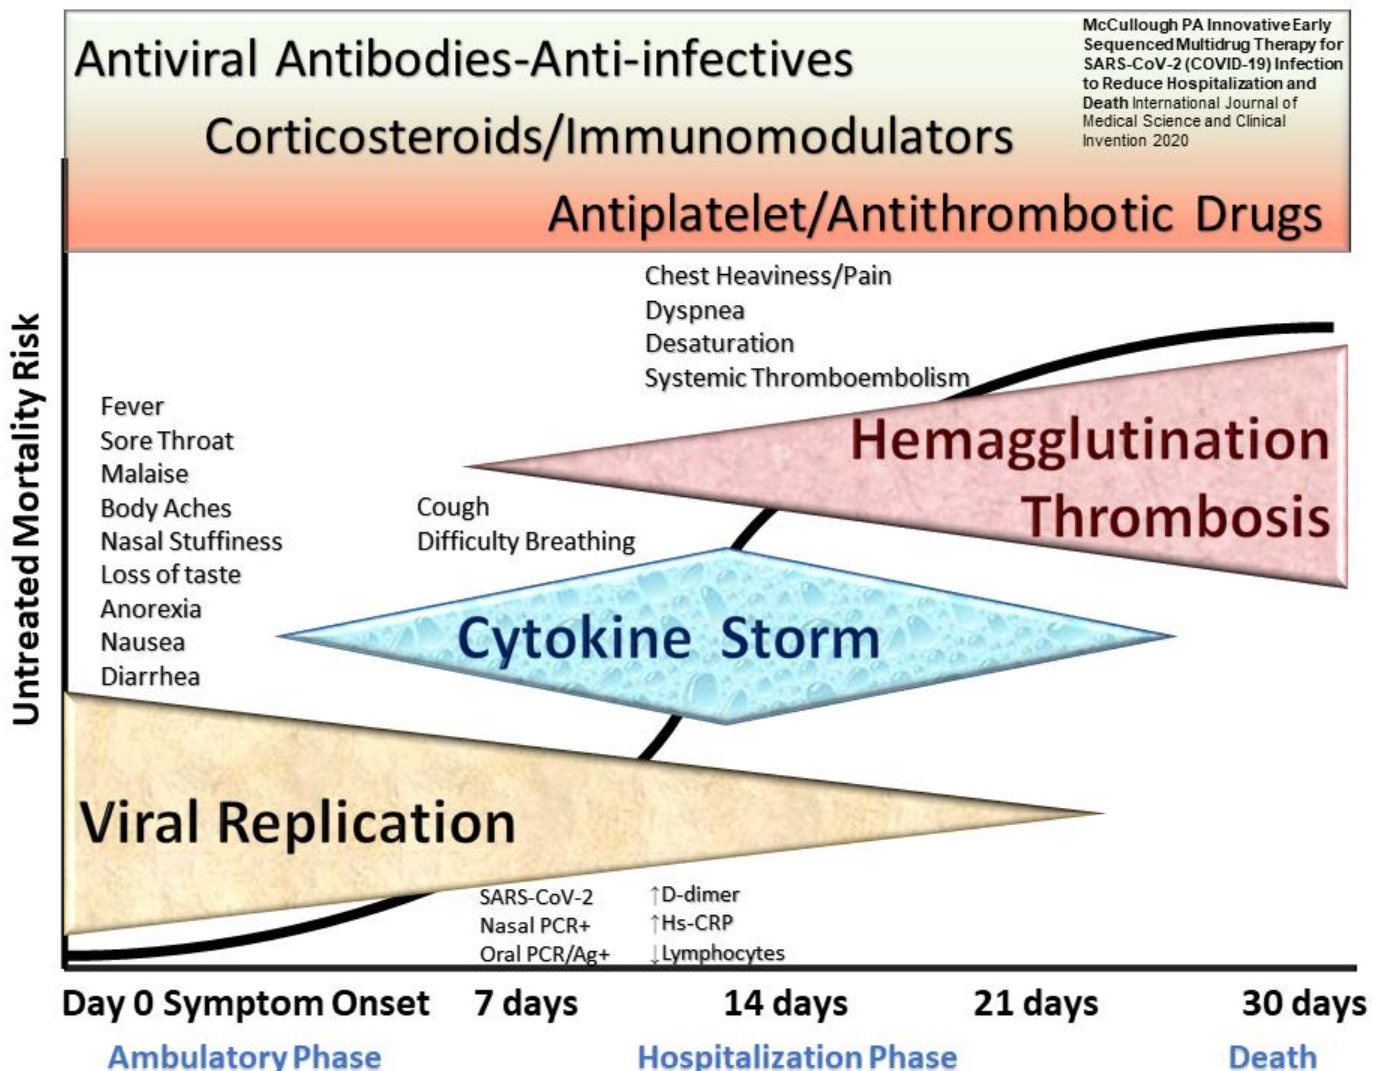 Antiviral Antibodies-Anti-infectives
Corticosteroids/Immunomodulators
Antiplatelet/Antithrombotic Drugs
McCullough PA Innovative Early
Sequenced Multidrug Therapy for
SARS-CoV-2 (COVID-19) Infection
to Reduce Hospitalization and
Death International Journal of
Medical Science and Clinical
Invention 2020
Untreated Mortality Risk
Chest Heaviness/Pain
Dyspnea
Desaturation
Systemic Thromboembolism
Fever
Sore Throat
Malaise
Body Aches
Nasal Stuffiness
Loss of taste
Anorexia
Nausea
Diarrhea
Cough
Difficulty Breathing
Hemagglutination
Thrombosis
Cytokine Storm
Viral Replication
SARS-CoV-2
Nasal PCR+
Oral PCR/Ag+
↑D-dimer
↑Hs-CRP
↓Lymphocytes
Day 0 Symptom Onset 7 days 14 days 21 days 30 days
Ambulatory Phase Hospitalization Phase Death